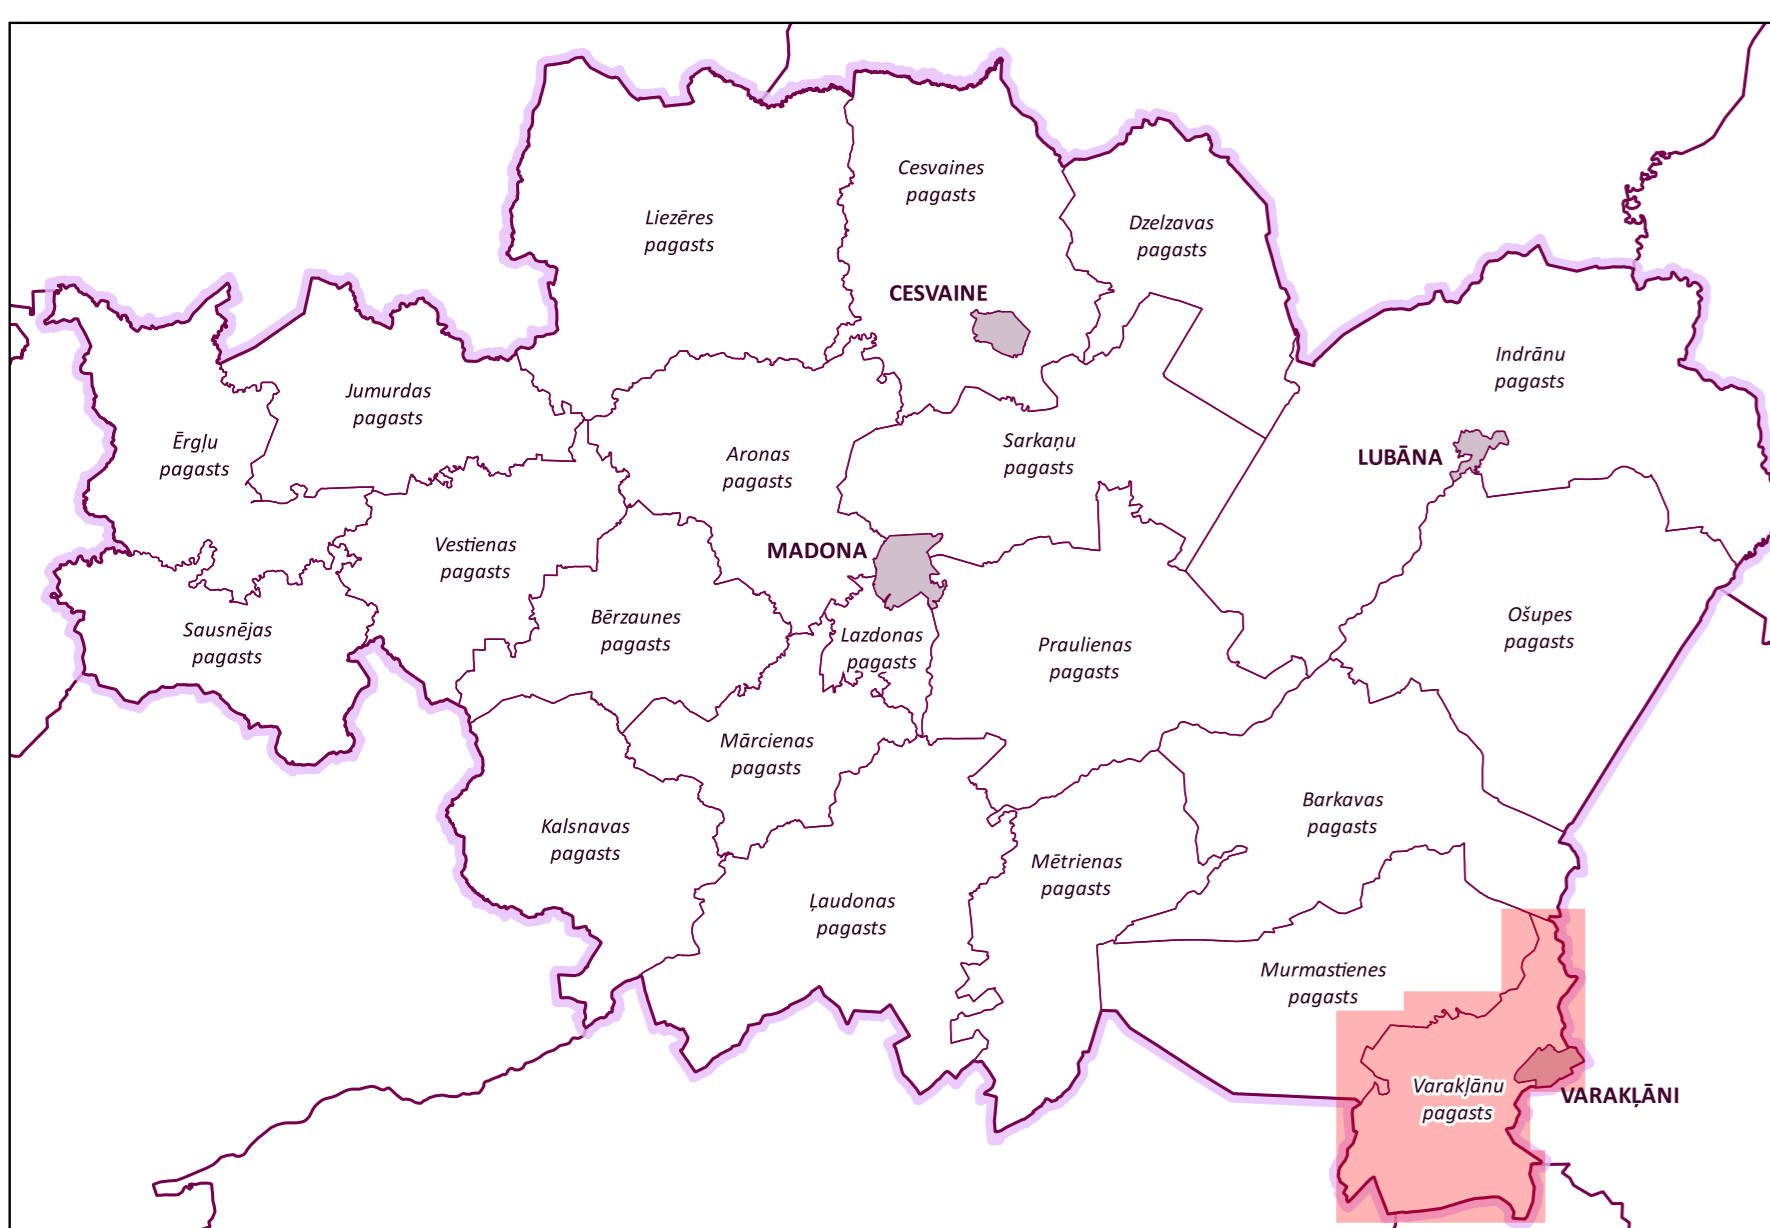 Cesvaines
pagasts
Liezēres
pagasts
Dzelzavas
pagasts
CESVAINE
Indrānu
pagasts
Jumurdas
pagasts
Ērgļu
pagasts
Aronas
pagasts
Sarkaņu
pagasts
LUBĀNA
Vestienas
pagasts
MADONA
Bērzaunes
pagasts
Ošupes
pagasts
Sausnējas
pagasts
Lazdonas
pagasts
Praulienas
pagasts
Mārcienas
pagasts
Barkavas
pagasts
Kalsnavas
pagasts
Mētrienas
pagasts
Ļaudonas
pagasts
Murmastienes
pagasts
Varakļānu
pagasts
VARAKĻĀNI